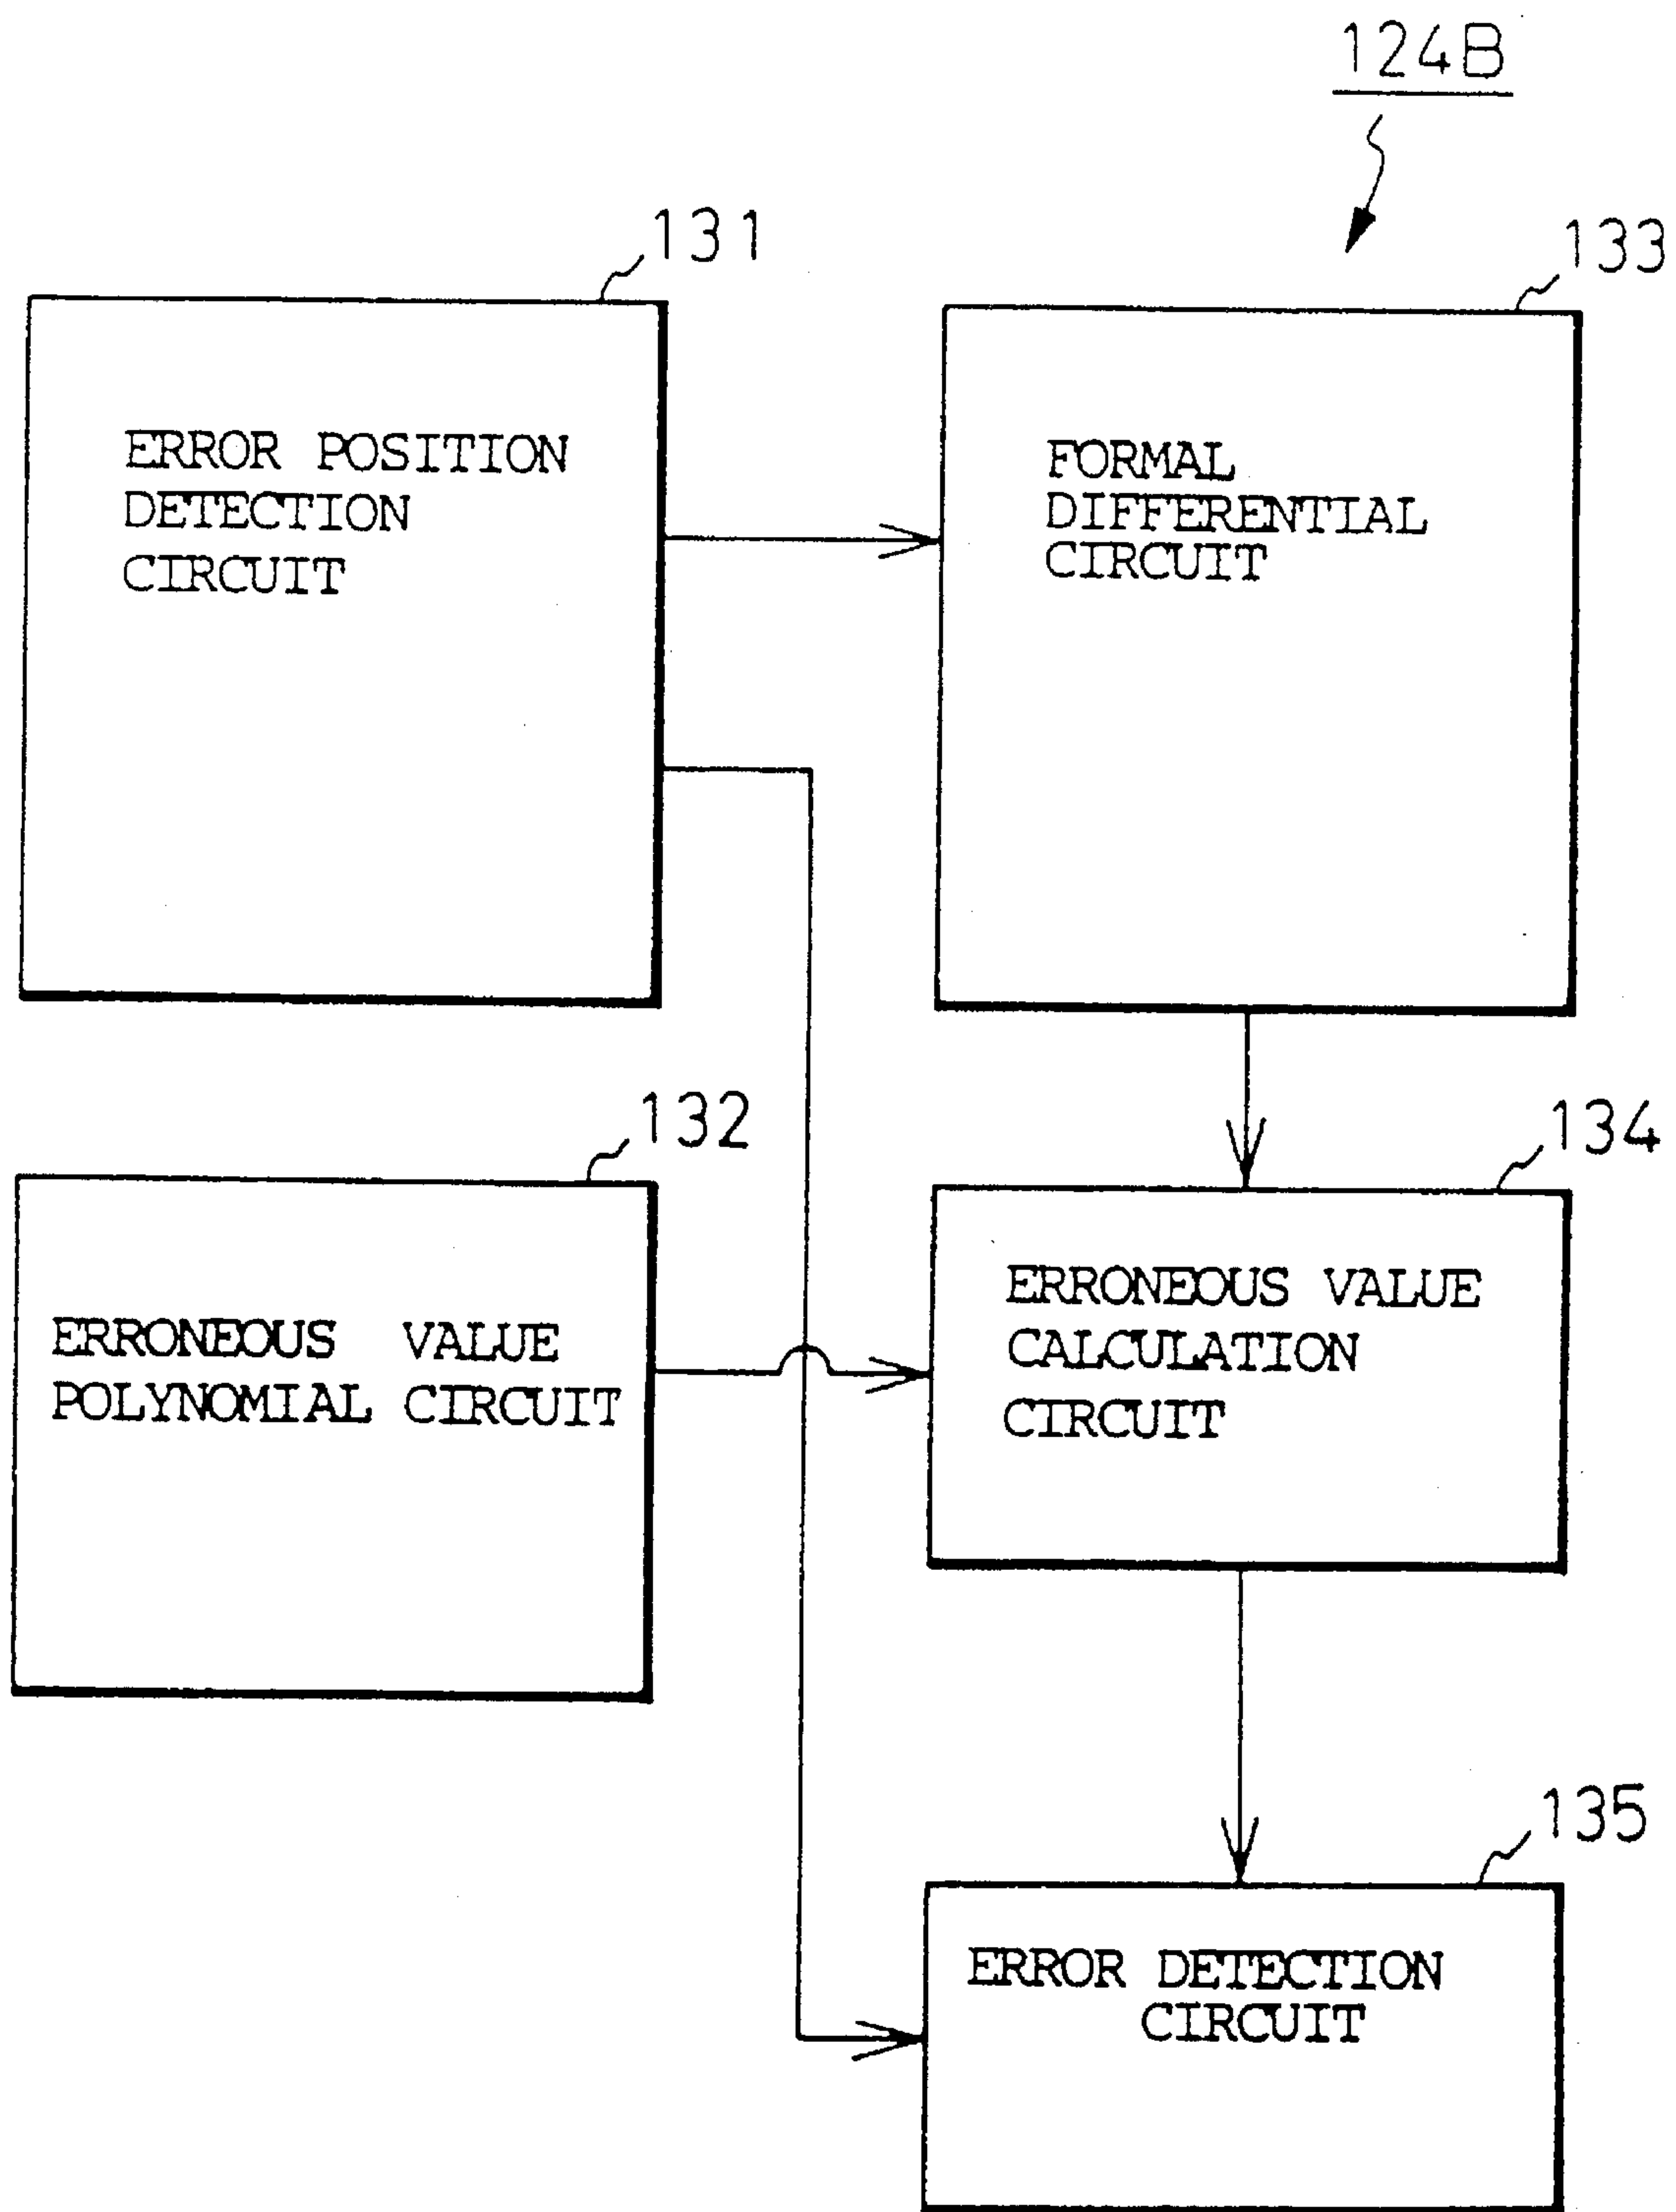 124B
131
133
ERROR POSITION
DETECTION
CIRCUIT
FORMAL
DIFFERENTIAL
CIRCUIT
132
134
ERRONEOUS VALUE
POLYNOMIAL CIRCUIT
ERRONEOUS VALUE
CALCULATION
CIRCUIT
135
ERROR DETECTION
CIRCUIT